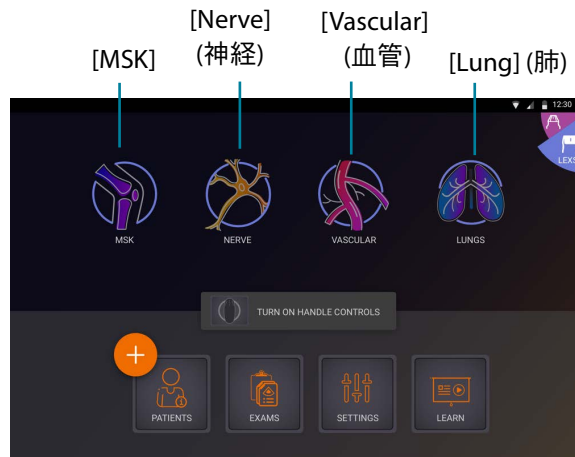 [Nerve]
(神経)
[Vascular]
(血管)
[MSK]
[Lung] (肺)
12:30
LEXS
MSK
NERVE
VASCULAR
LUNGS
TURN ON HANDLE CONTROLS
PATIENTS
EXAMS
SETTINGS
LEARN